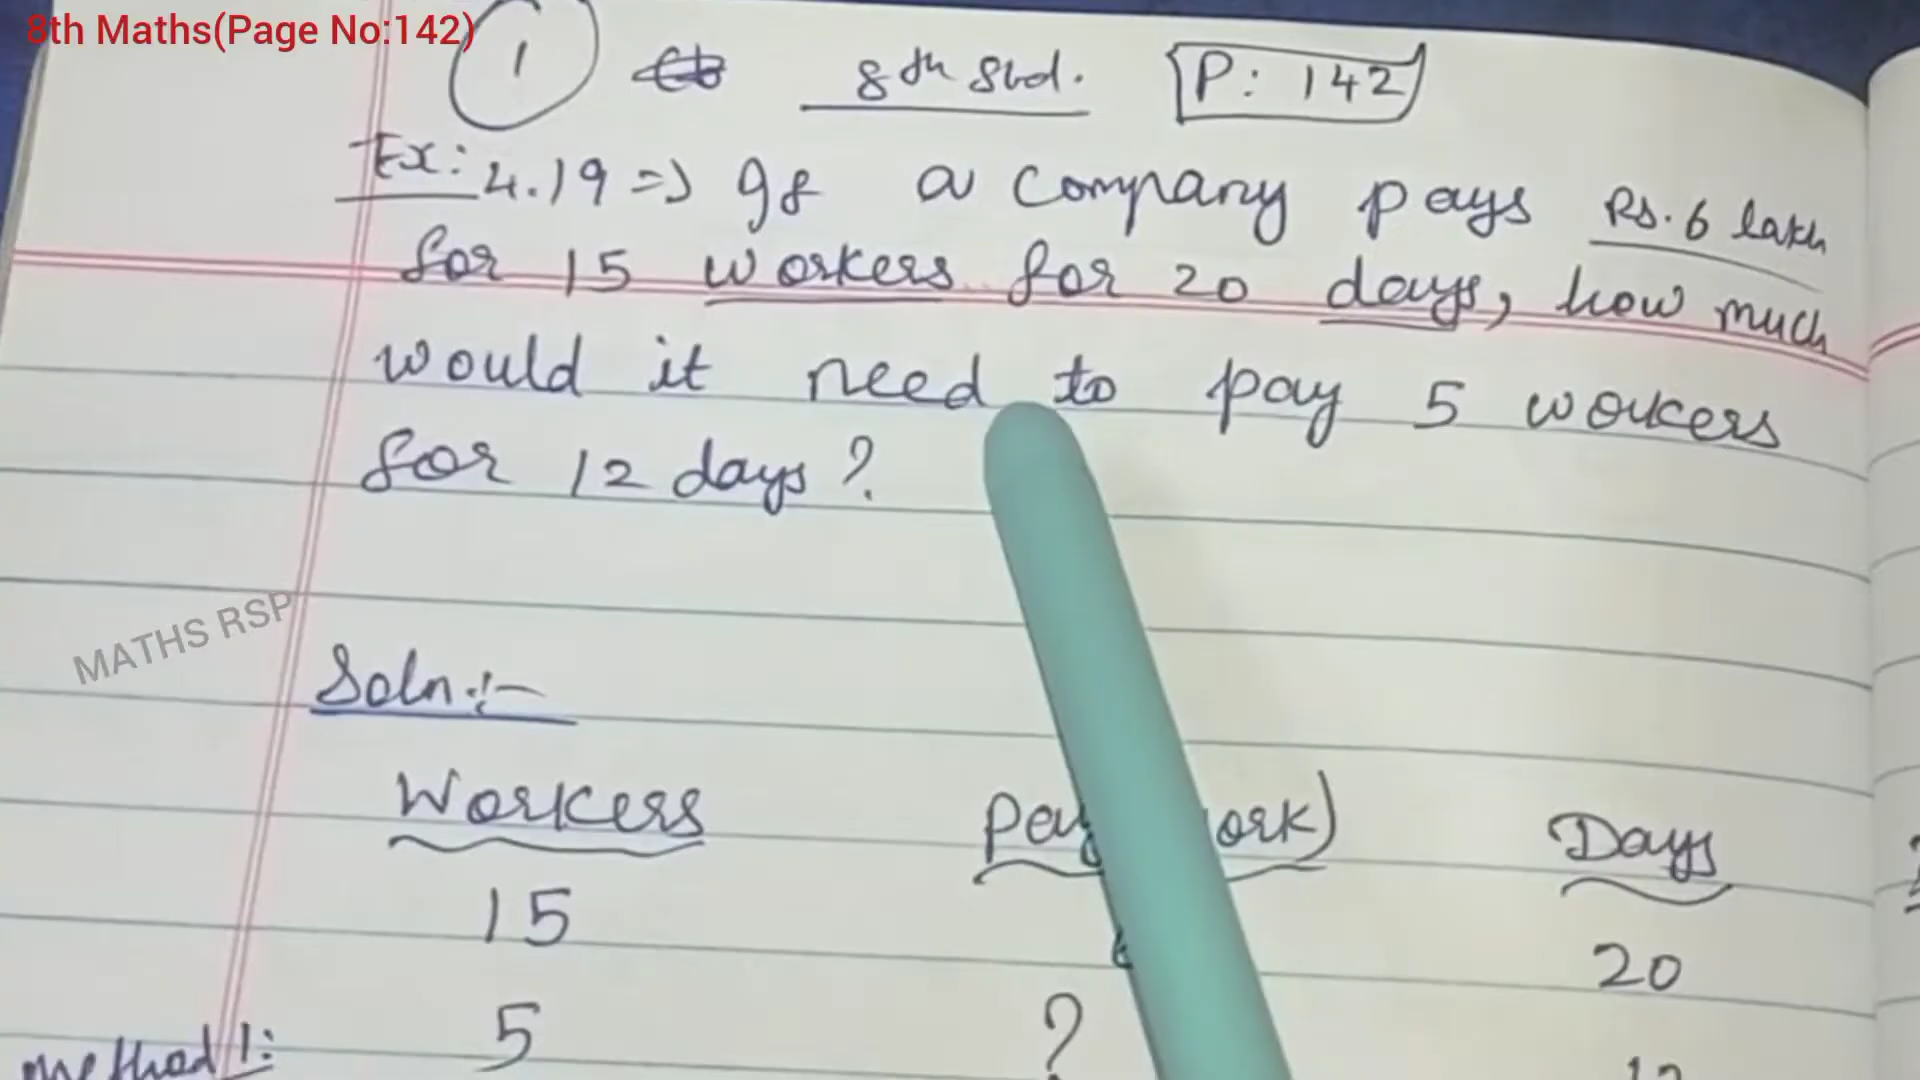 8th Maths(Page No:142)
1 8th Std. P: 142
Ex: 4.19 => If a company pays Rs. 6 lakh
for 15 workers for 20 days, how much
would it need to pay 5 workers
for 12 days?
MATHS RSP
Soln:-
Workers Days
15 20
5 ?
method 1: 12